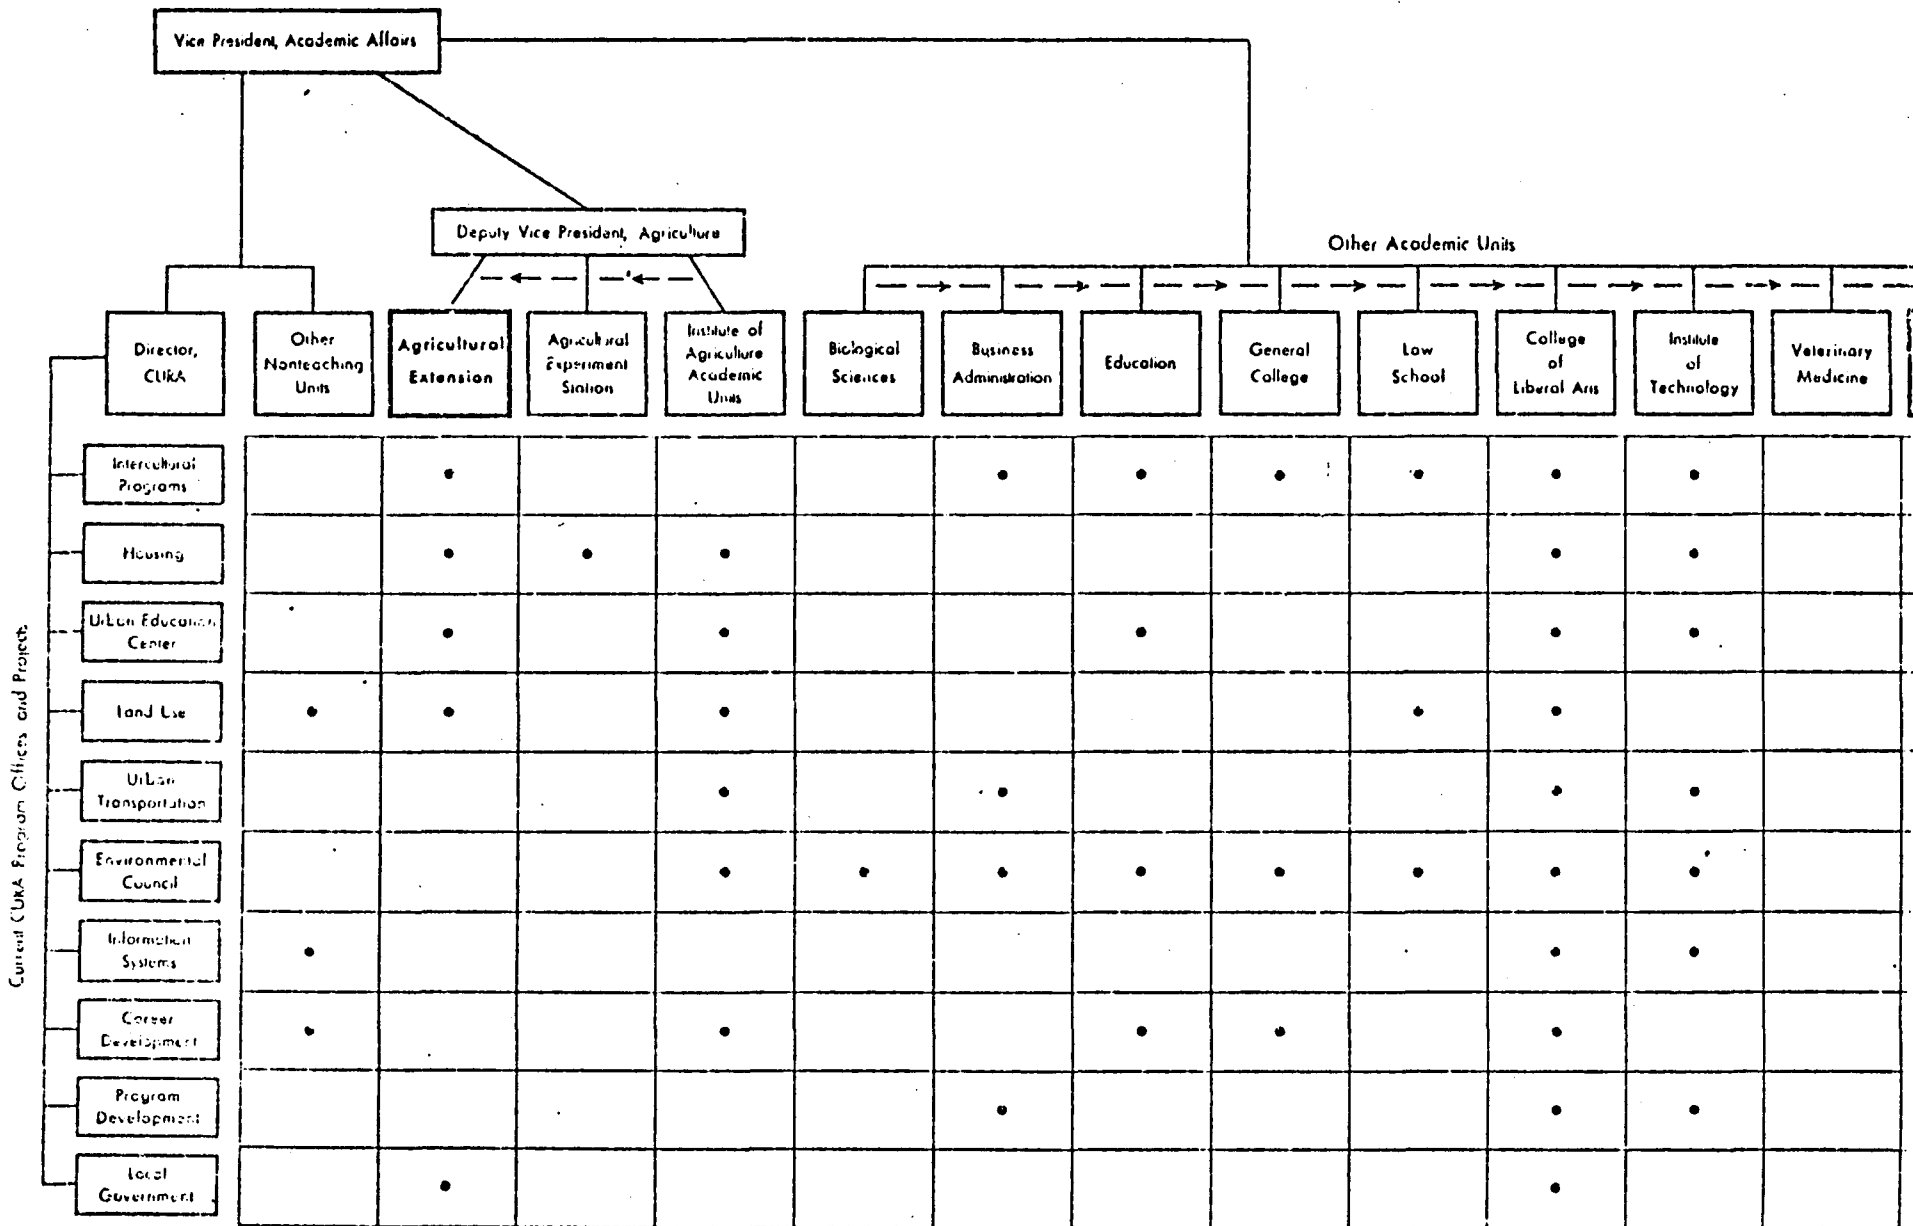 Vice President, Academic Affairs
Deputy Vice President, Agriculture
Other Academic Units
Director,
CURA
Other
Nonteaching
Units
Agricultural
Extension
Agricultural
Experiment
Station
Institute of
Agriculture
Academic
Units
Biological
Sciences
Business
Administration
Education
General
College
Law
School
College
of
Liberal Arts
Institute
of
Technology
Veterinary
Medicine
Current CURA Program Offices and Projects
Intercultural
Programs
Housing
Urban Education
Center
Land Use
Urban
Transportation
Environmental
Council
Information
Systems
Career
Development
Program
Development
Local
Government